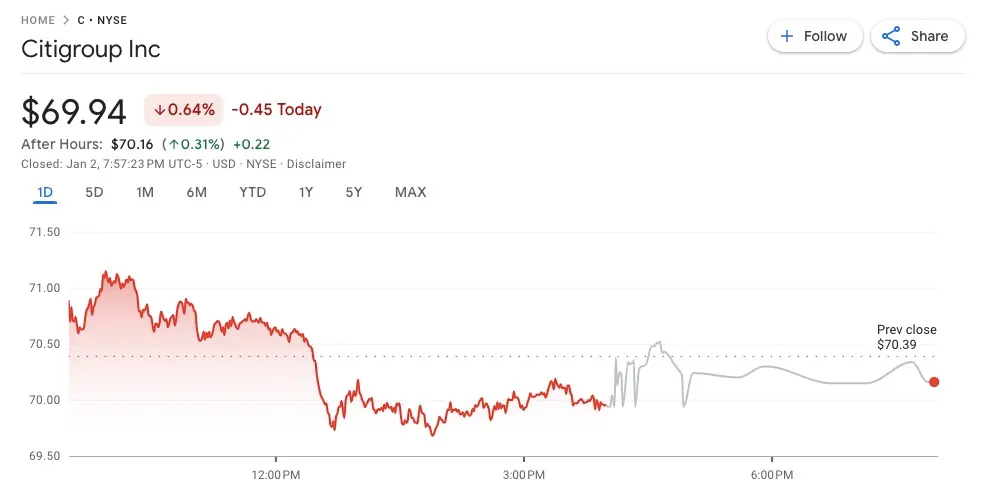 HOME > C • NYSE
Citigroup Inc
+ Follow
Share
$69.94 ↓0.64% -0.45 Today
After Hours: $70.16 (↑0.31%) +0.22
Closed: Jan 2, 7:57:23 PM UTC-5 · USD · NYSE · Disclaimer
1D 5D 1M 6M YTD 1Y 5Y MAX
71.50
71.00
70.50
70.00
69.50
Prev close
$70.39
12:00 PM 3:00 PM 6:00 PM